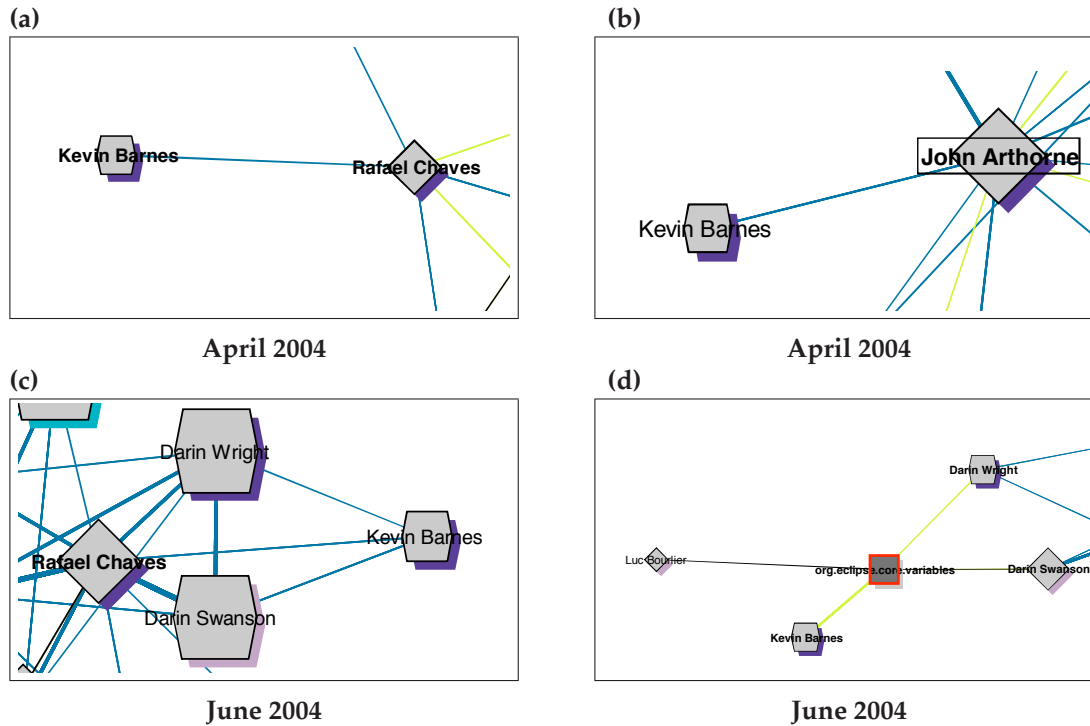 (a)
Kevin Barnes
Rafael Chaves
April 2004
(b)
John Arthorne
Kevin Barnes
April 2004
(c)
Darin Wright
Kevin Barnes
Rafael Chaves
Darin Swanson
June 2004
(d)
Darin Wright
Luc Bourlier
org.eclipse.core.variables
Darin Swanson
Kevin Barnes
June 2004